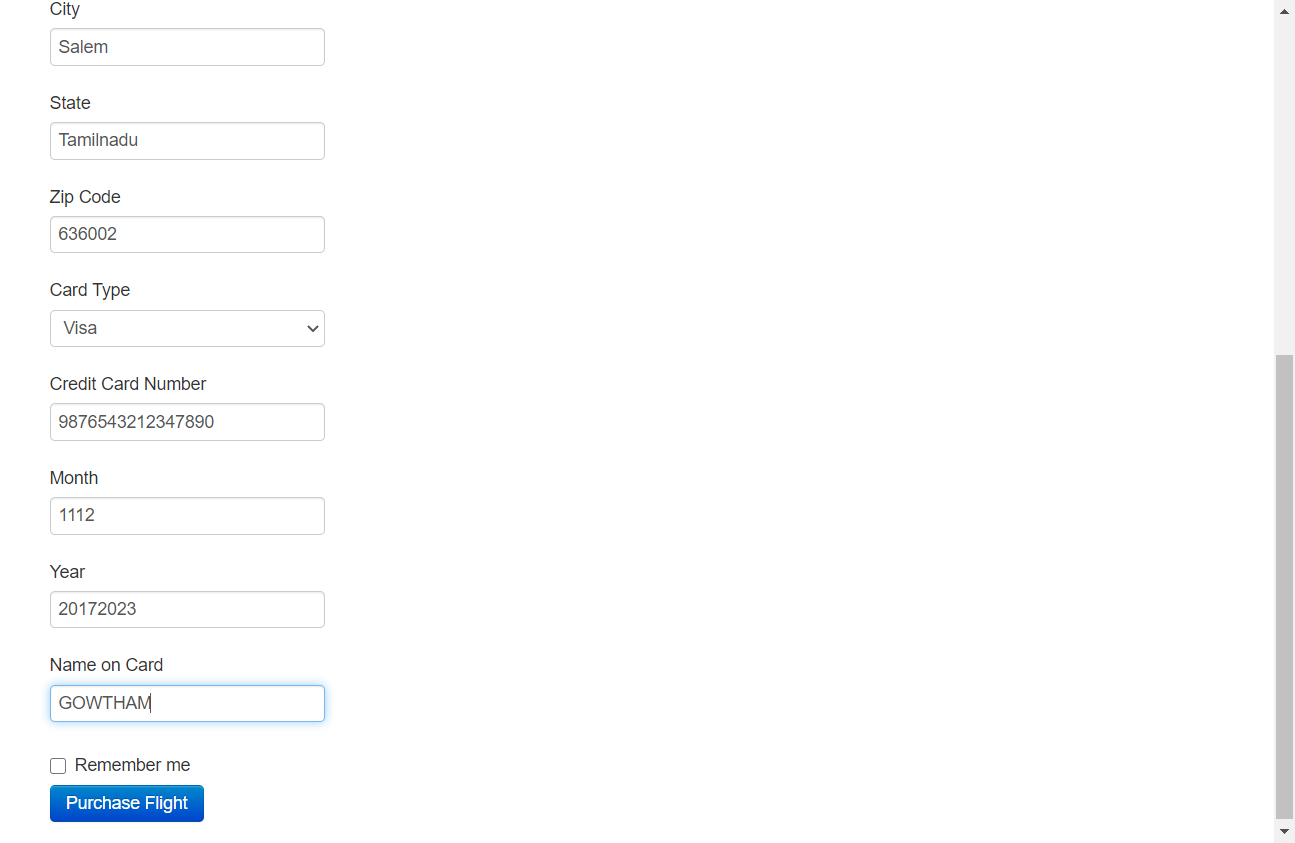 City
Salem
State
Tamilnadu
Zip Code
636002
Card Type
Visa
Credit Card Number
9876543212347890
Month
1112
Year
20172023
Name on Card
GOWTHAM
Remember me
Purchase Flight